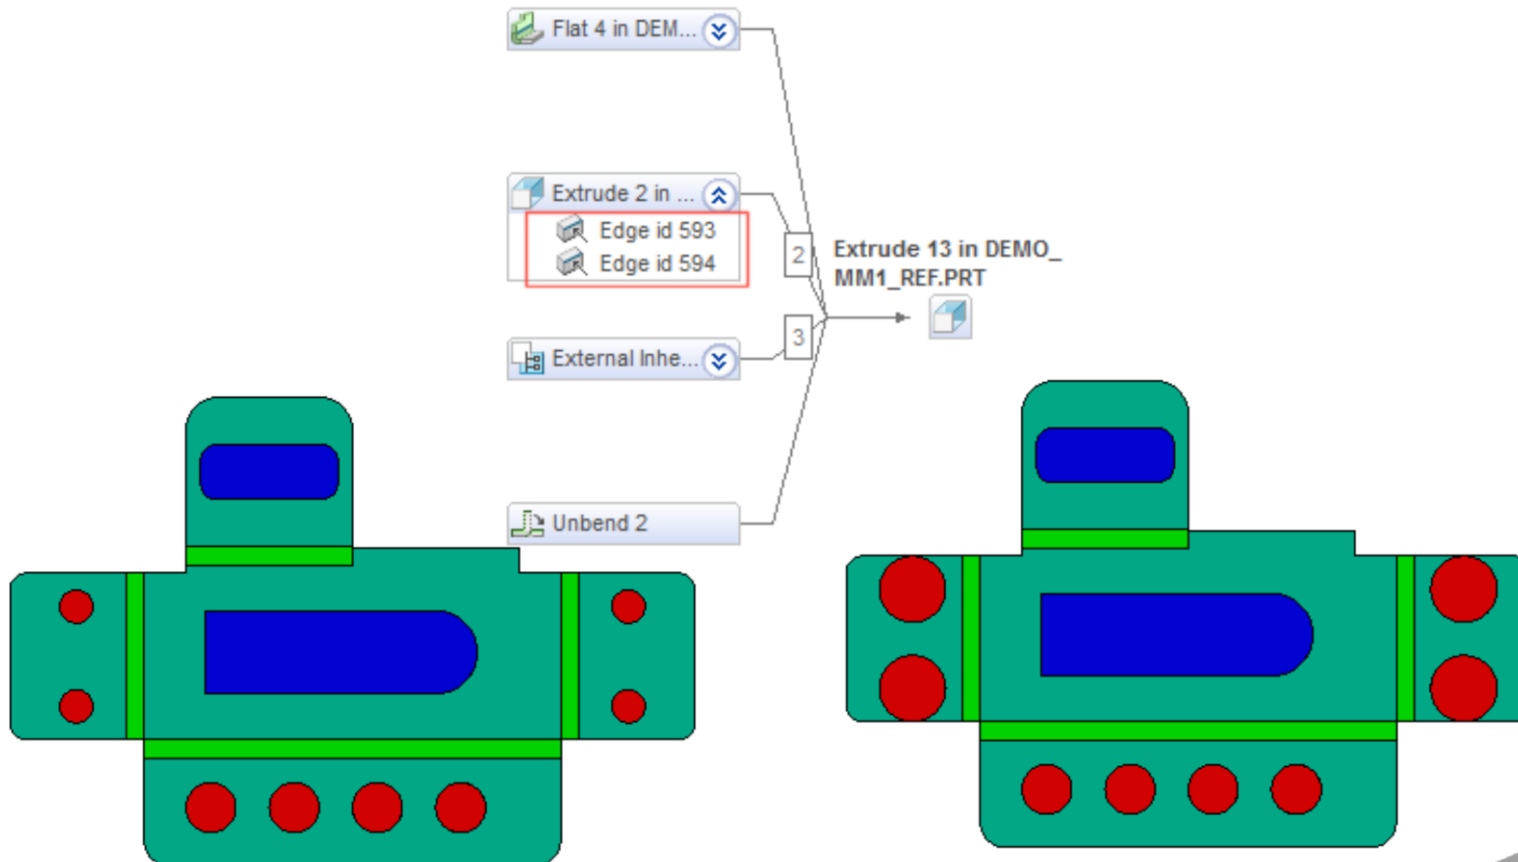 Flat 4 in DEM...
Extrude 2 in ...
Edge id 593
Edge id 594
2
Extrude 13 in DEMO_
MM1_REF.PRT
3
External Inhe...
Unbend 2